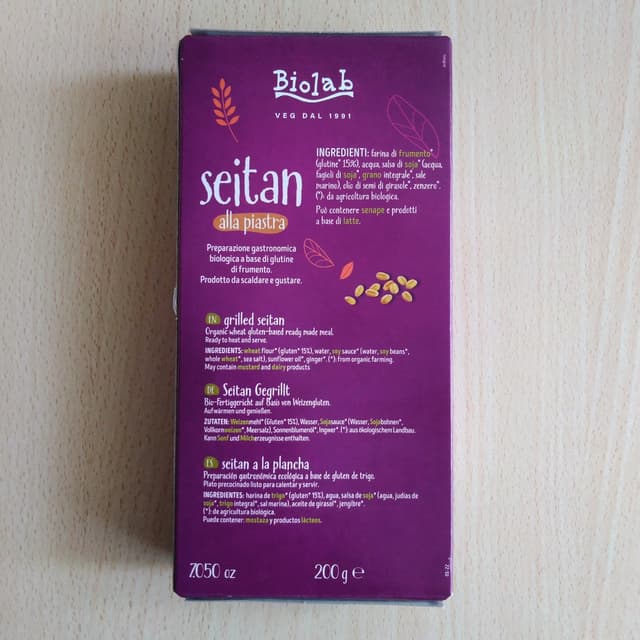 Biolab
VEG DAL 1991
seitan
alla piastra
Preparazione gastronomica
biologica a base di glutine
di frumento.
Prodotto da scaldare e gustare.
INGREDIENTI: farina di frumento*
(glutine* 15%), acqua, salsa di soia* (acqua,
fagioli di soia*, grano integrale*, sale
marino), olio di semi di girasole*, zenzero*.
(*): da agricoltura biologica.
Può contenere senape e prodotti
a base di latte.
EN grilled seitan
Organic wheat gluten-based ready made meal.
Ready to heat and serve.
INGREDIENTS: wheat flour* (gluten* 15%), water, soy sauce* (water, soy beans*,
whole wheat*, sea salt), sunflower oil*, ginger*. (*): from organic farming.
May contain mustard and dairy products
DE Seitan Gegrillt
Bio-Fertiggericht auf Basis von Weizengluten.
Aufwärmen und genießen.
ZUTATEN: Weizenmehl* (Gluten* 15%), Wasser, Sojasauce* (Wasser, Sojabohnen*,
Vollkornweizen*, Meersalz), Sonnenblumenöl*, Ingwer* (*): aus ökologischem Landbau.
Kann Senf und Milcherzeugnisse enthalten.
ES seitan a la plancha
Preparación gastronómica ecológica a base de gluten de trigo.
Plato precocinado listo para calentar y servir.
INGREDIENTES: harina de trigo* (gluten* 15%), agua, salsa de soja* (agua, judías de
soja*, trigo integral*, sal marina), aceite de girasol*, jengibre*.
(*): de agricultura biológica.
Puede contener: mostaza y productos lácteos.
7.050 oz
200 g e